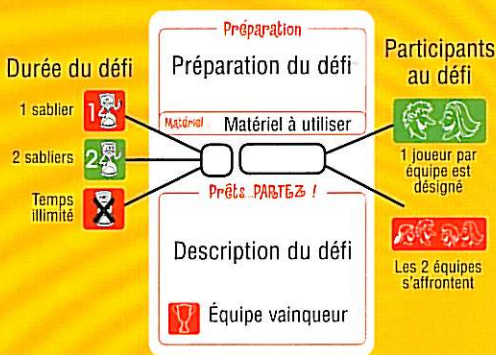 Préparation
Préparation du défi
Matériel
Matériel à utiliser
Prêts...PARTEZ !
Description du défi
Équipe vainqueur
Durée du défi
1 sablier
1
2 sabliers
2
Temps
illimité
Participants
au défi
1 joueur par
équipe est
désigné
Les 2 équipes
s'affrontent